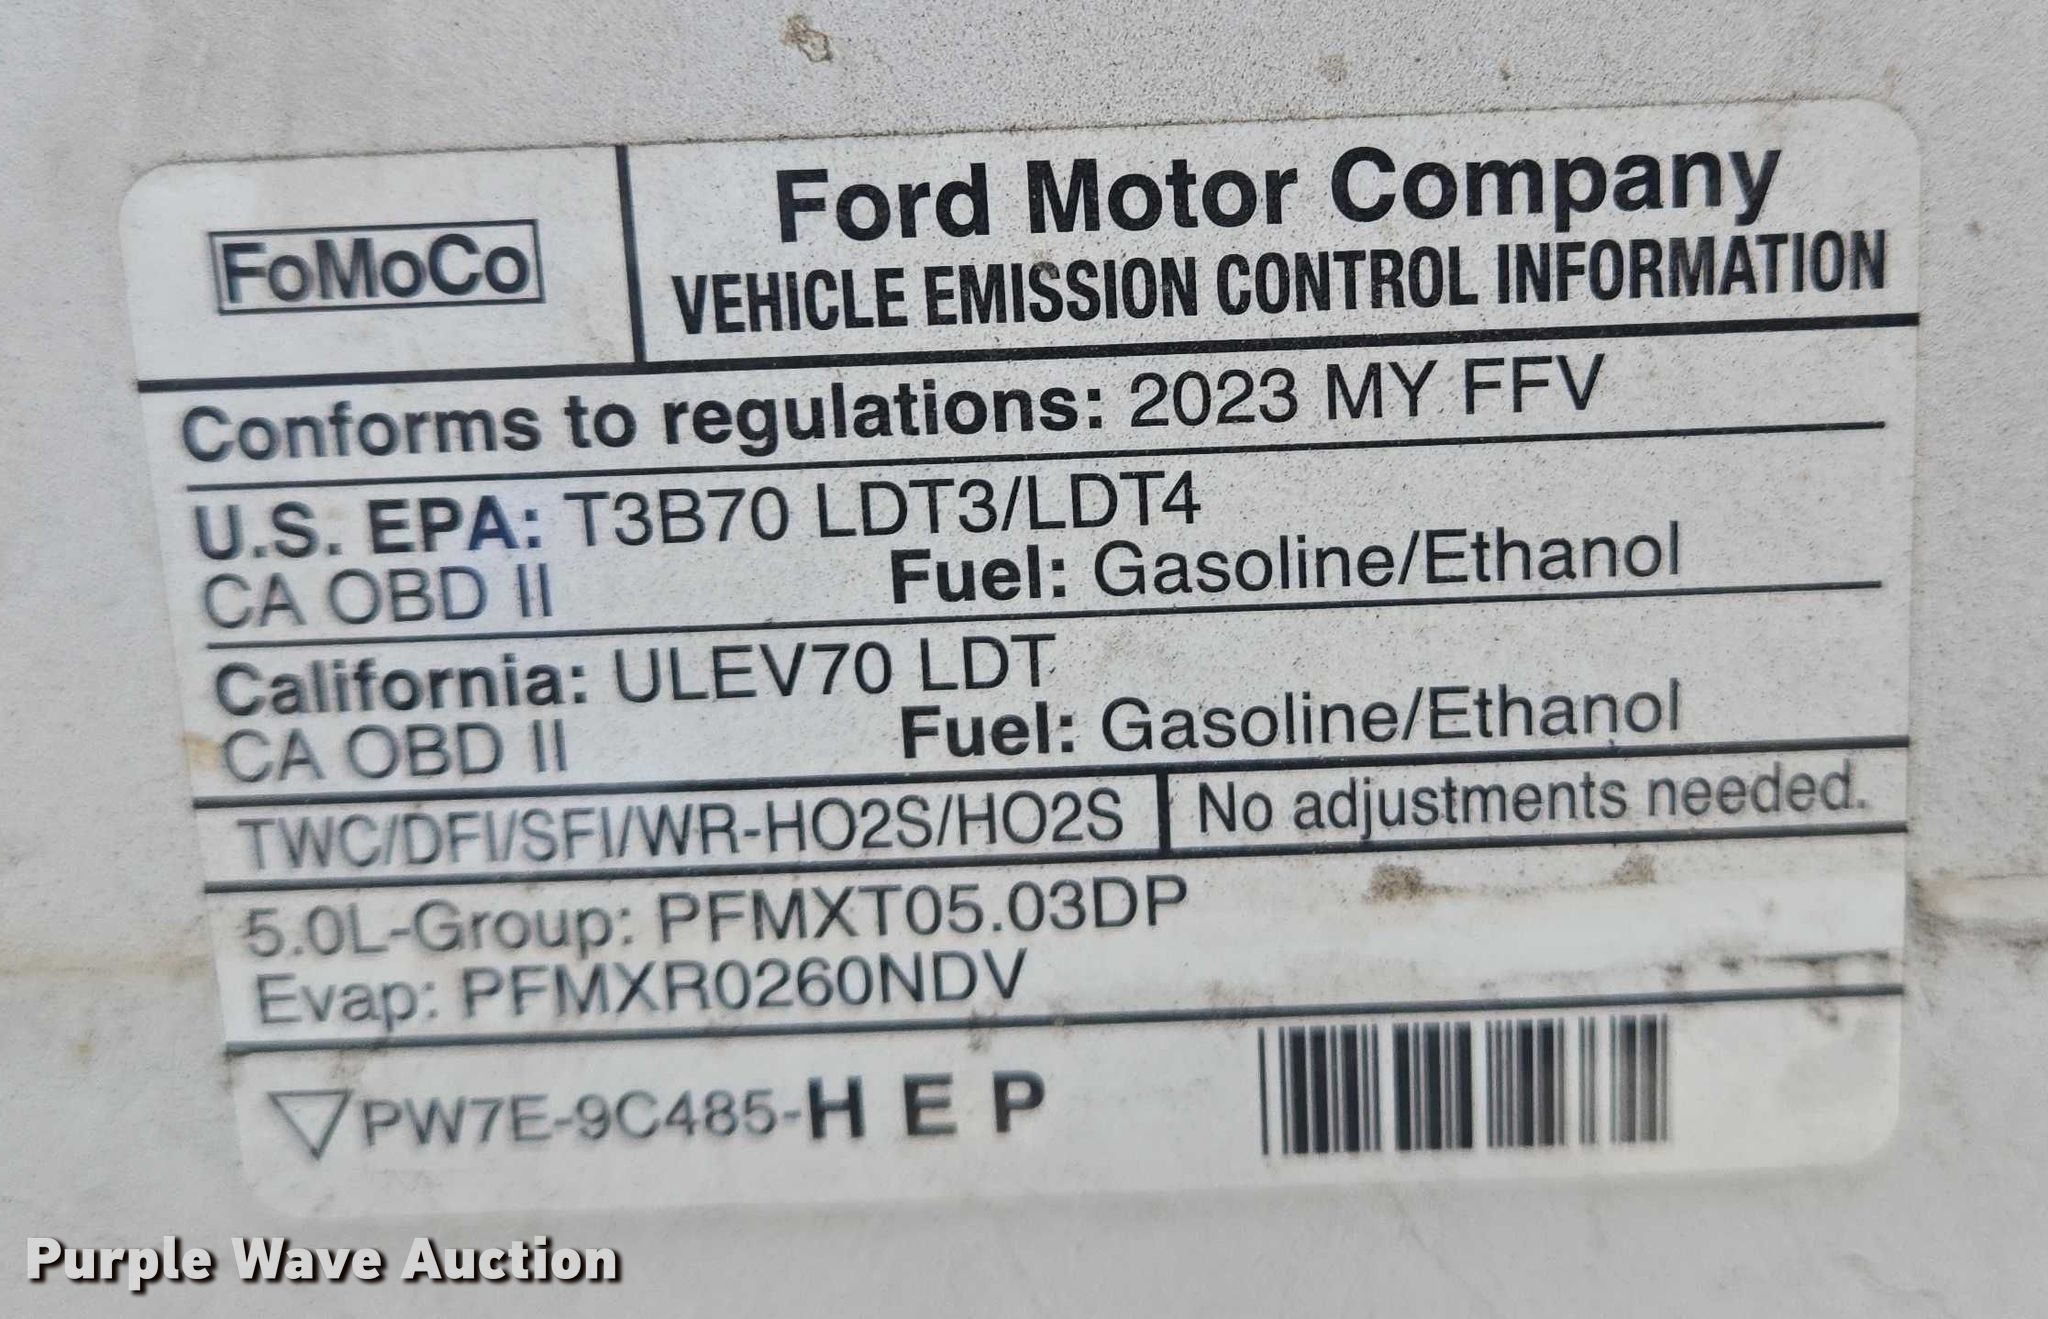 FoMoCo
Ford Motor Company
VEHICLE EMISSION CONTROL INFORMATION
Conforms to regulations: 2023 MY FFV
U.S. EPA: T3B70 LDT3/LDT4
CA OBD II Fuel: Gasoline/Ethanol
California: ULEV70 LDT
CA OBD II Fuel: Gasoline/Ethanol
TWC/DFI/SFI/WR-HO2S/HO2S No adjustments needed.
5.0L-Group: PFMXT05.03DP
Evap: PFMXR0260NDV
PW7E-9C485-H E P
Purple Wave Auction